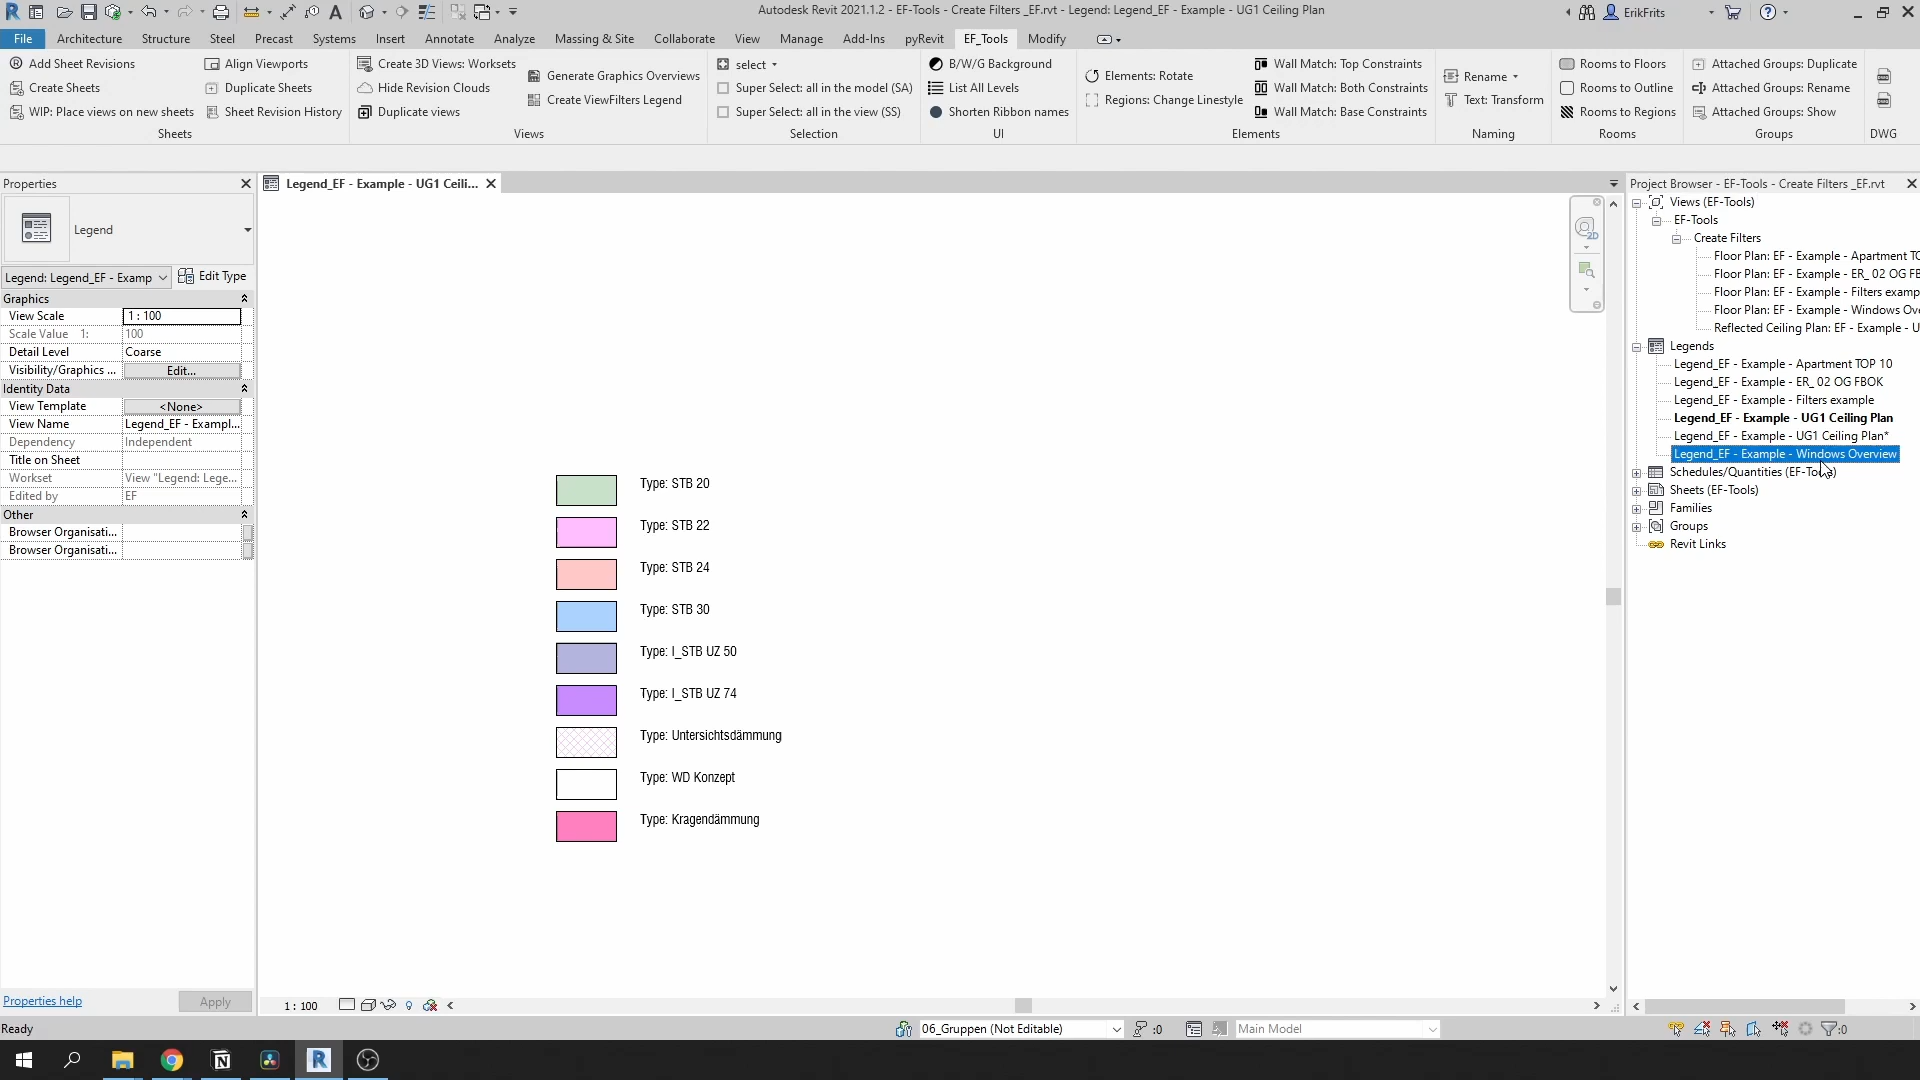 Autodesk Revit 2021.1.2 - EF-Tools - Create Filters _EF.rvt - Legend: Legend_EF - Example - UG1 Ceiling Plan
ErikFrits
File Architecture Structure Steel Precast Systems Insert Annotate Analyze Massing & Site Collaborate View Manage Add-Ins pyRevit EF_Tools Modify
Add Sheet Revisions
Create Sheets
WIP: Place views on new sheets
Align Viewports
Duplicate Sheets
Sheet Revision History
Sheets
Create 3D Views: Worksets
Hide Revision Clouds
Duplicate views
Generate Graphics Overviews
Create ViewFilters Legend
Views
select
Super Select: all in the model (SA)
Super Select: all in the view (SS)
Selection
B/W/G Background
List All Levels
Shorten Ribbon names
UI
Elements: Rotate
Regions: Change Linestyle
Wall Match: Top Constraints
Wall Match: Both Constraints
Wall Match: Base Constraints
Elements
Rename
Text: Transform
Naming
Rooms to Floors
Rooms to Outline
Rooms to Regions
Rooms
Attached Groups: Duplicate
Attached Groups: Rename
Attached Groups: Show
Groups
DWG
Properties
Legend
Legend: Legend_EF - Examp
Edit Type
Graphics
View Scale 1 : 100
Scale Value 1: 100
Detail Level Coarse
Visibility/Graphics ... Edit...
Identity Data
View Template <None>
View Name Legend_EF - Exampl...
Dependency Independent
Title on Sheet
Workset View "Legend: Lege...
Edited by EF
Other
Browser Organisati...
Browser Organisati...
Properties help
Apply
Legend_EF - Example - UG1 Ceili...
2D
Type: STB 20
Type: STB 22
Type: STB 24
Type: STB 30
Type: I_STB UZ 50
Type: I_STB UZ 74
Type: Untersichtsdämmung
Type: WD Konzept
Type: Kragendämmung
1 : 100
Project Browser - EF-Tools - Create Filters _EF.rvt
Views (EF-Tools)
EF-Tools
Create Filters
Floor Plan: EF - Example - Apartment TO
Floor Plan: EF - Example - ER_ 02 OG FB
Floor Plan: EF - Example - Filters examp
Floor Plan: EF - Example - Windows Ove
Reflected Ceiling Plan: EF - Example - U
Legends
Legend_EF - Example - Apartment TOP 10
Legend_EF - Example - ER_ 02 OG FBOK
Legend_EF - Example - Filters example
Legend_EF - Example - UG1 Ceiling Plan
Legend_EF - Example - UG1 Ceiling Plan*
Legend_EF - Example - Windows Overview
Schedules/Quantities (EF-Tools)
Sheets (EF-Tools)
Families
Groups
Revit Links
Ready
06_Gruppen (Not Editable)
:0
Main Model
:0